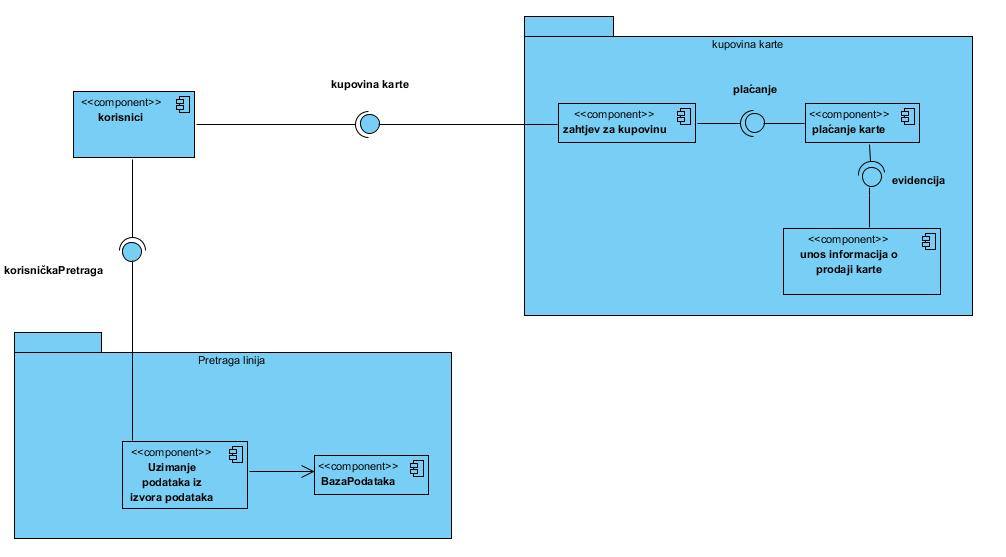 kupovina karte
kupovina karte
<<component>>
korisnici
plaćanje
<<component>>
zahtjev za kupovinu
<<component>>
plaćanje karte
evidencija
<<component>>
unos informacija o
prodaji karte
korisničkaPretraga
Pretraga linija
<<component>>
Uzimanje
podataka iz
izvora podataka
<<component>>
BazaPodataka